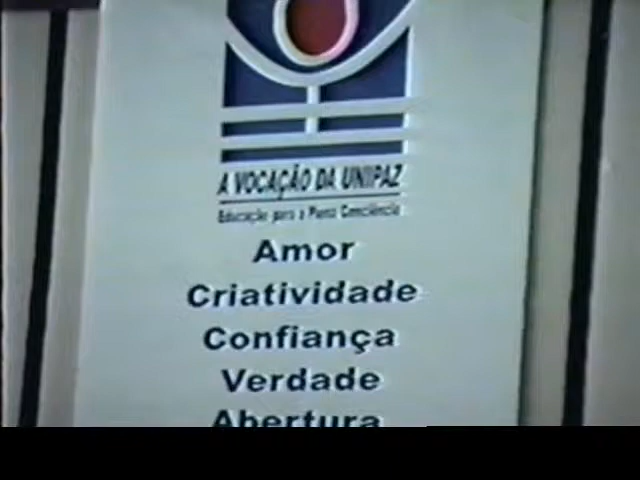 A VOCAÇÃO DA UNIPAZ
Educação para a Plena Consciência
Amor
Criatividade
Confiança
Verdade
Abertura